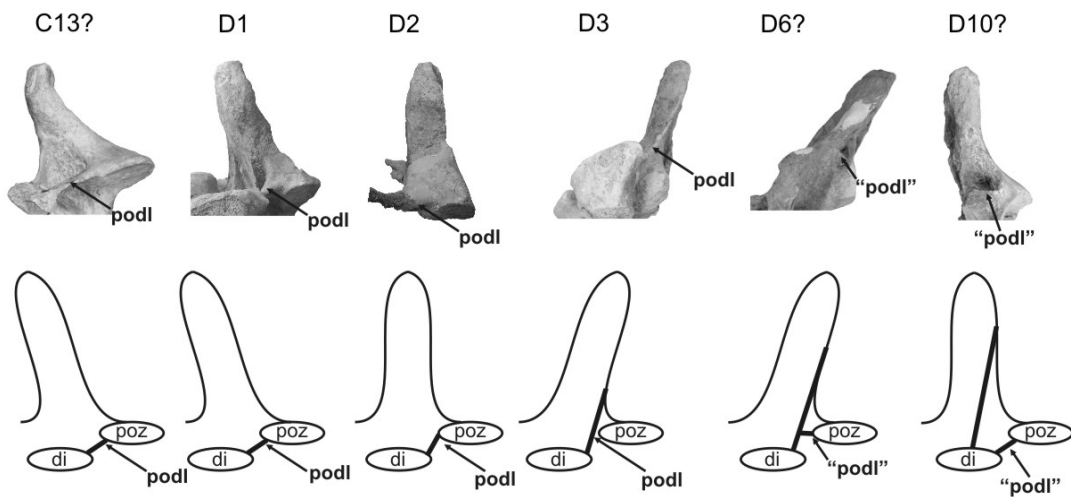 C13? D1 D2 D3 D6? D10?
podl podl podl podl "podl" "podl"
poz poz poz poz poz poz
di di di di di di
podl podl podl podl "podl" "podl"